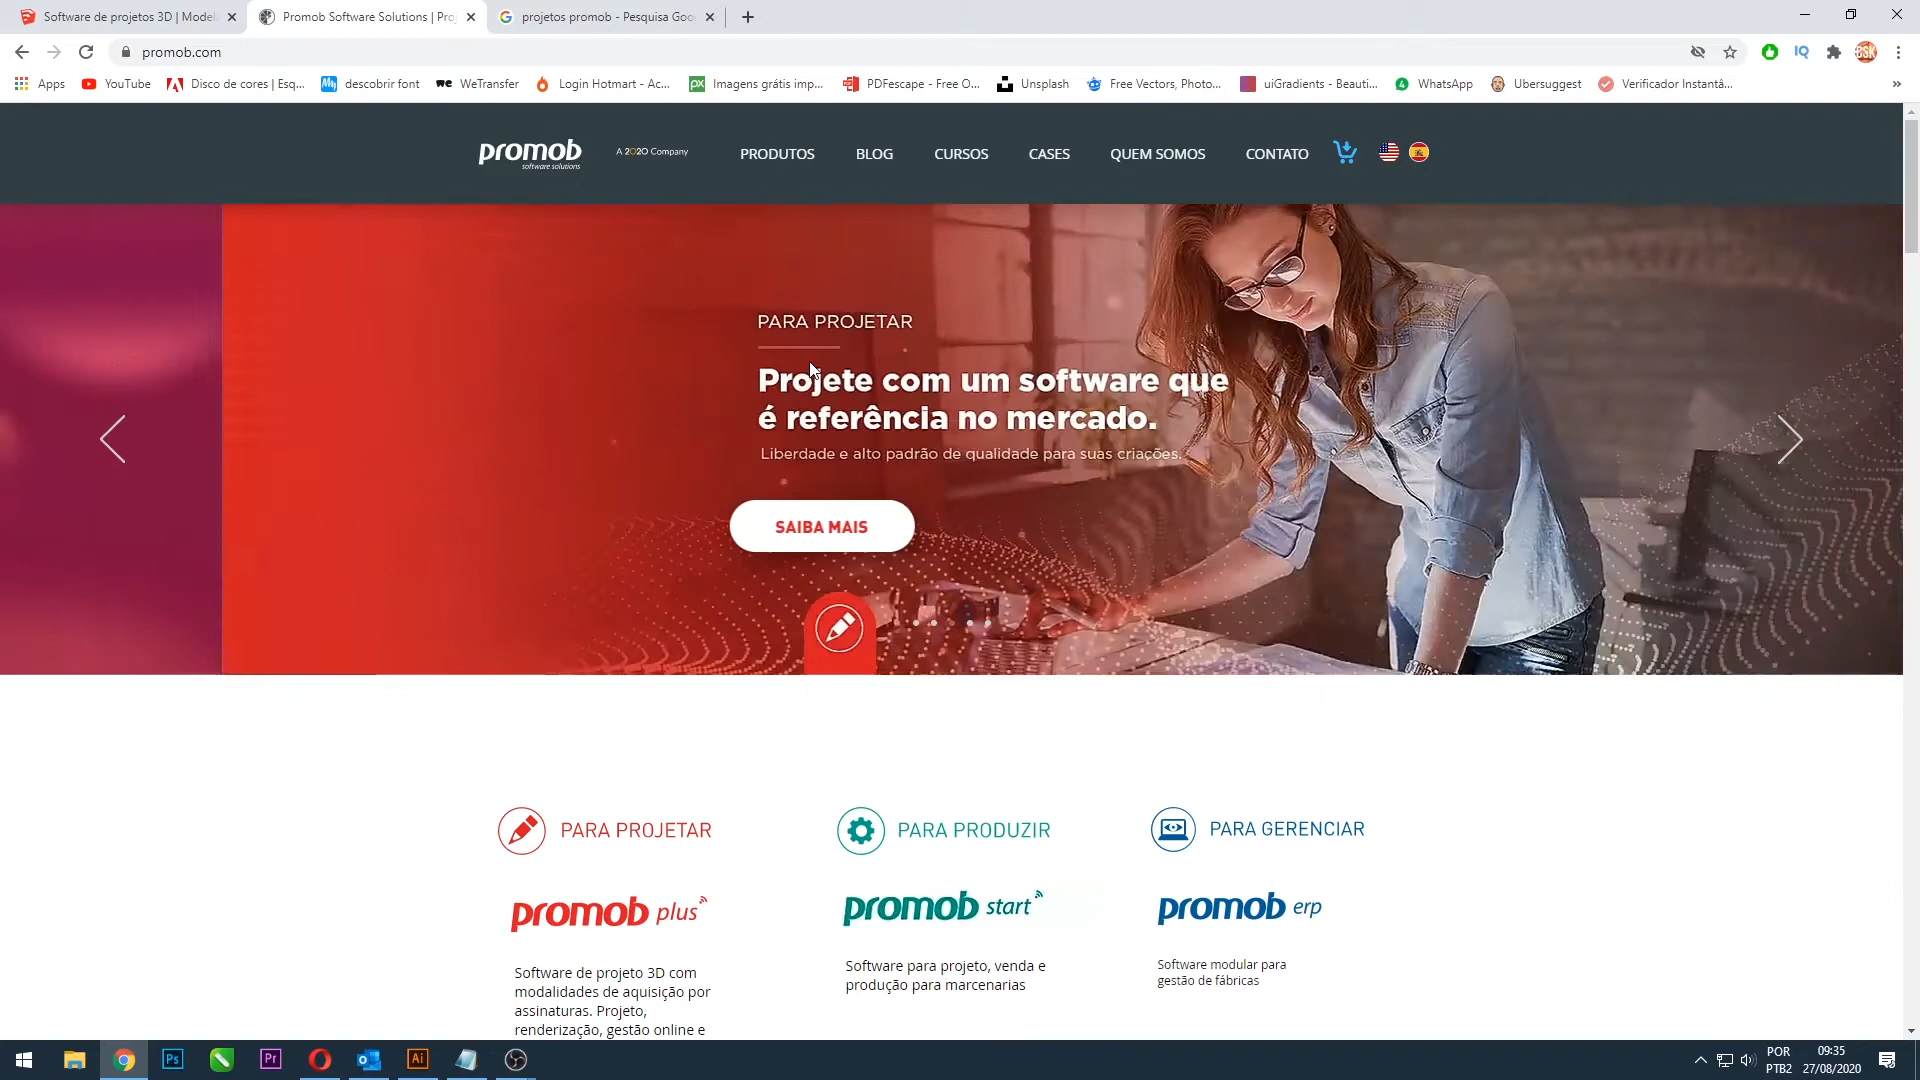 Software de projetos 3D | Model
Promob Software Solutions | Pro
projetos promob - Pesquisa Goo
promob.com
Apps
YouTube
Disco de cores | Esq...
descobrir font
WeTransfer
Login Hotmart - Ac...
Imagens grátis imp...
PDFescape - Free O...
Unsplash
Free Vectors, Photo...
uiGradients - Beauti...
WhatsApp
Ubersuggest
Verificador Instantâ...
promob
software solutions
A 2020 Company
PRODUTOS
BLOG
CURSOS
CASES
QUEM SOMOS
CONTATO
PARA PROJETAR
Projete com um software que
é referência no mercado.
Liberdade e alto padrão de qualidade para suas criações.
SAIBA MAIS
PARA PROJETAR
promob plus
Software de projeto 3D com
modalidades de aquisição por
assinaturas. Projeto,
renderização, gestão online e
PARA PRODUZIR
promob start
Software para projeto, venda e
produção para marcenarias
PARA GERENCIAR
promob erp
Software modular para
gestão de fábricas
Ps
Pr
Ai
POR
PTB2
09:35
27/08/2020